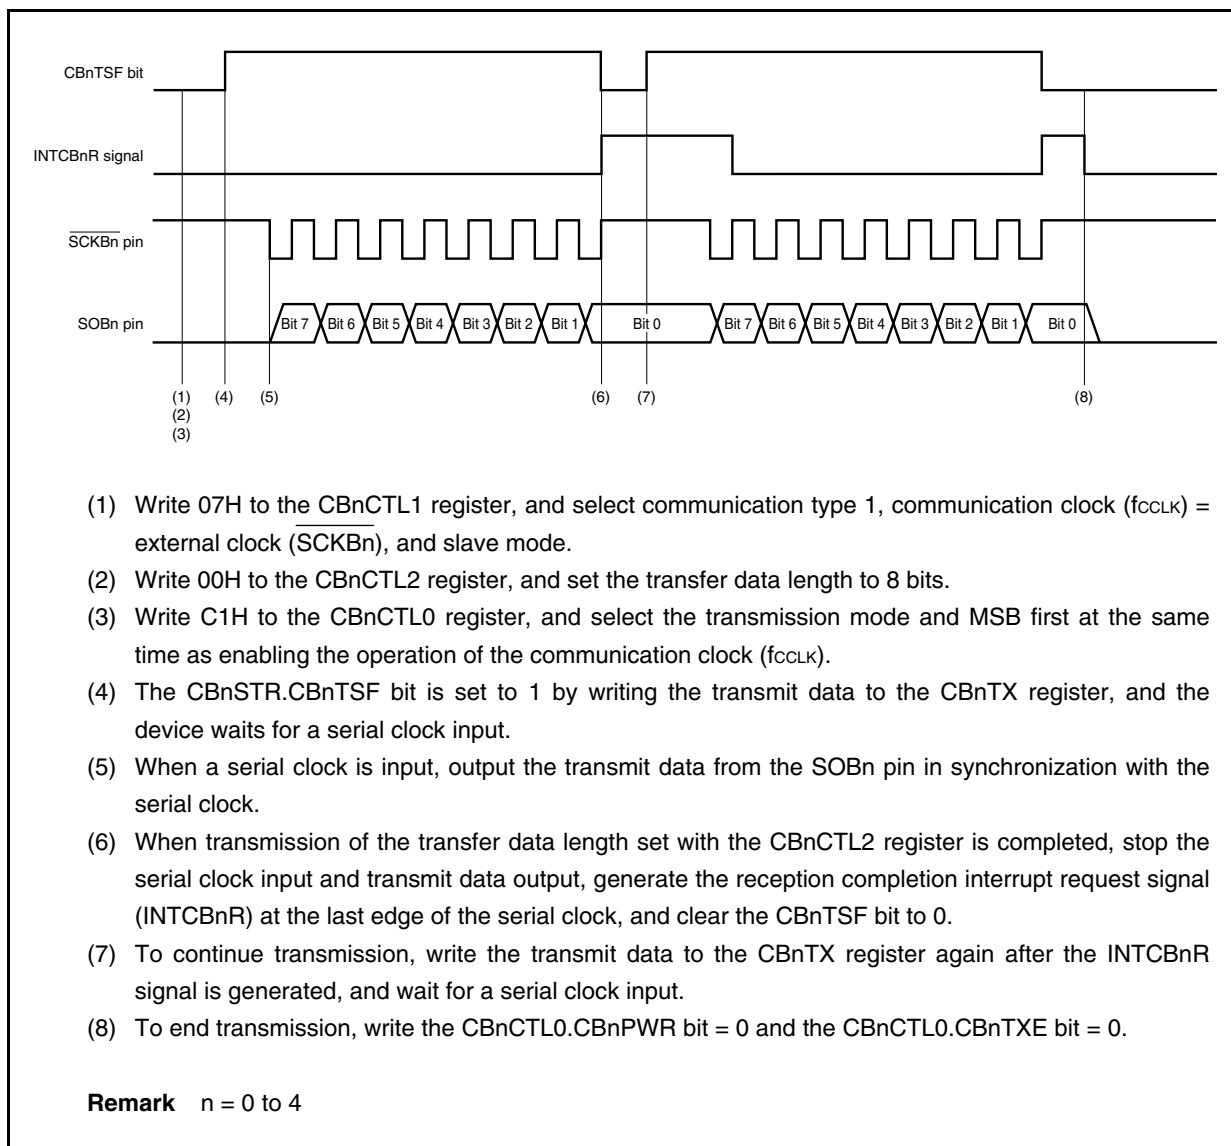 CBnTSF bit
INTCBnR signal
SCKBn pin
SOBn pin
Bit 7 Bit 6 Bit 5 Bit 4 Bit 3 Bit 2 Bit 1 Bit 0 Bit 7 Bit 6 Bit 5 Bit 4 Bit 3 Bit 2 Bit 1 Bit 0
(1) (4) (5) (6) (7) (8)
(2)
(3)
(1) Write 07H to the CBnCTL1 register, and select communication type 1, communication clock (fCCLK) =
external clock (SCKBn), and slave mode.
(2) Write 00H to the CBnCTL2 register, and set the transfer data length to 8 bits.
(3) Write C1H to the CBnCTL0 register, and select the transmission mode and MSB first at the same
time as enabling the operation of the communication clock (fCCLK).
(4) The CBnSTR.CBnTSF bit is set to 1 by writing the transmit data to the CBnTX register, and the
device waits for a serial clock input.
(5) When a serial clock is input, output the transmit data from the SOBn pin in synchronization with the
serial clock.
(6) When transmission of the transfer data length set with the CBnCTL2 register is completed, stop the
serial clock input and transmit data output, generate the reception completion interrupt request signal
(INTCBnR) at the last edge of the serial clock, and clear the CBnTSF bit to 0.
(7) To continue transmission, write the transmit data to the CBnTX register again after the INTCBnR
signal is generated, and wait for a serial clock input.
(8) To end transmission, write the CBnCTL0.CBnPWR bit = 0 and the CBnCTL0.CBnTXE bit = 0.
Remark n = 0 to 4